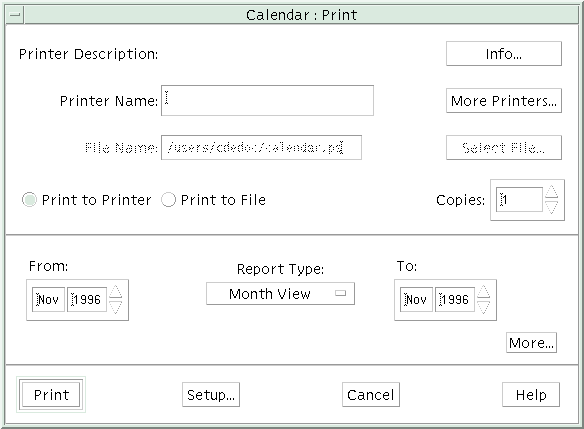 Calendar : Print
Printer Description:
Info...
Printer Name:
More Printers...
File Name: /users/cdedoc/calendar.ps
Select File...
Print to Printer Print to File
Copies: 1
From: Report Type: To:
Nov 1996 Month View Nov 1996
More...
Print Setup... Cancel Help